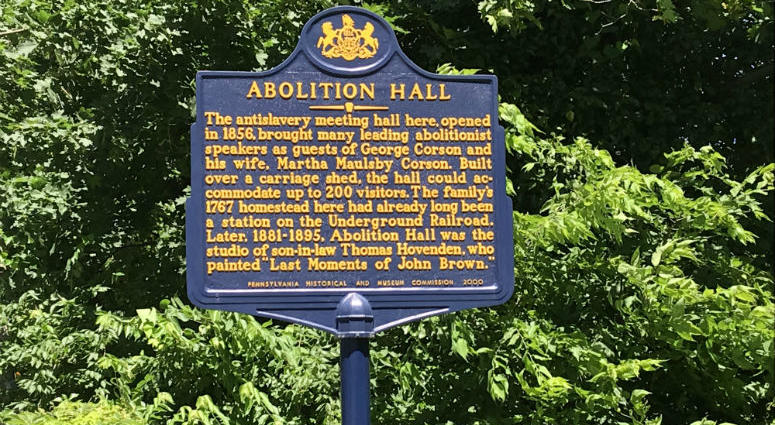 ABOLITION HALL
The antislavery meeting hall here, opened
in 1856, brought many leading abolitionist
speakers as guests of George Corson and
his wife, Martha Maulsby Corson. Built
over a carriage shed, the hall could ac-
commodate up to 200 visitors. The family's
1767 homestead here had already long been
a station on the Underground Railroad.
Later, 1881-1895, Abolition Hall was the
studio of son-in-law Thomas Hovenden, who
painted "Last Moments of John Brown."
PENNSYLVANIA HISTORICAL AND MUSEUM COMMISSION 2000